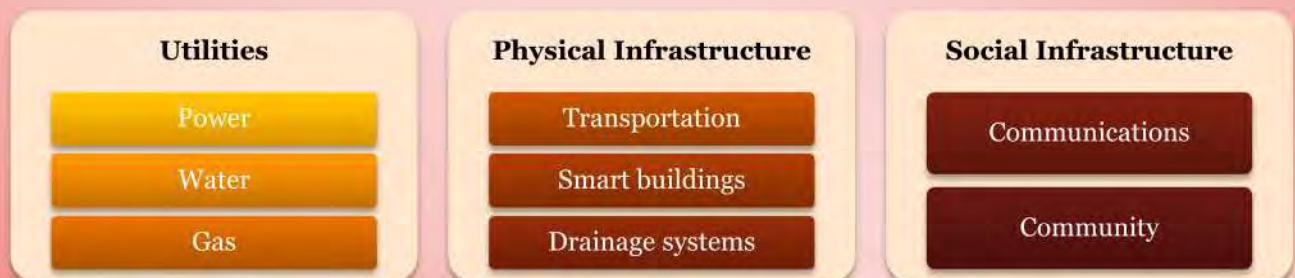 Utilities
Power
Water
Gas
Physical Infrastructure
Transportation
Smart buildings
Drainage systems
Social Infrastructure
Communications
Community